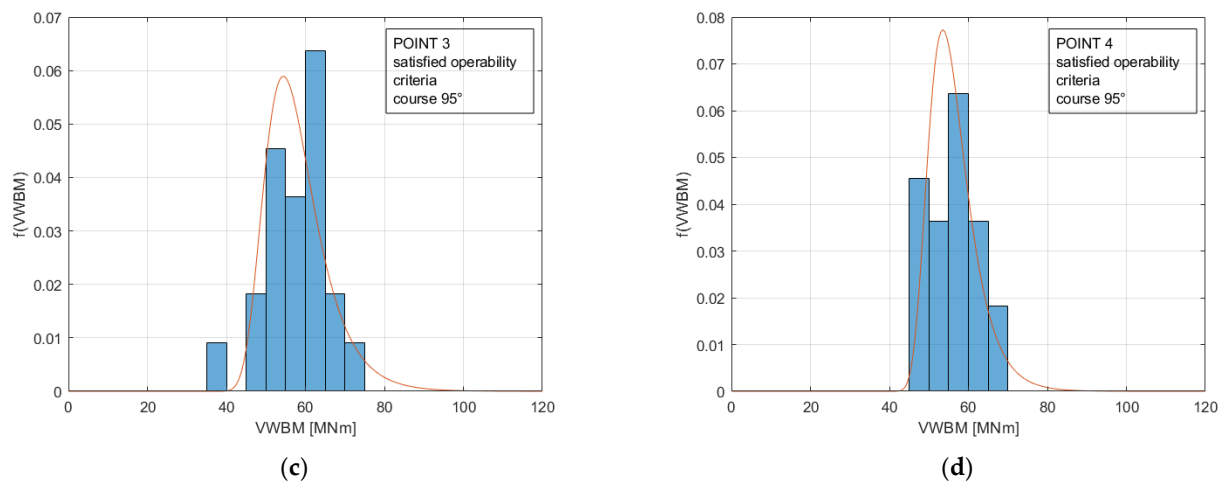 0.07
0.06
0.05
0.04
0.03
0.02
0.01
0
f(VWBM)
POINT 3
satisfied operability
criteria
course 95°
0 20 40 60 80 100 120
VWBM [MNm]
(c)
0.08
0.07
0.06
0.05
0.04
0.03
0.02
0.01
0
f(VWBM)
POINT 4
satisfied operability
criteria
course 95°
0 20 40 60 80 100 120
VWBM [MNm]
(d)